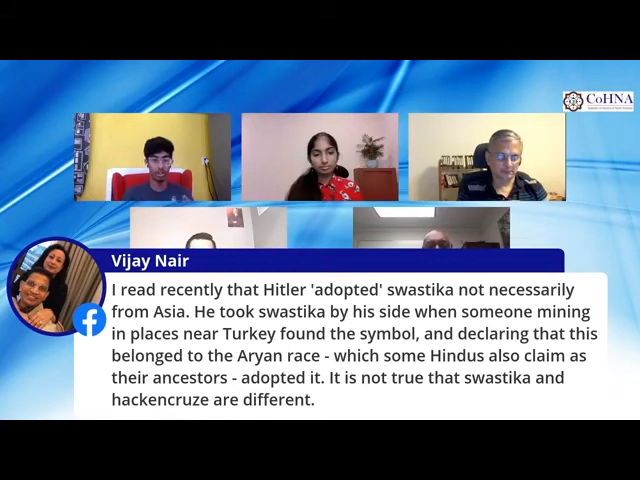 CoHNA
Vijay Nair
I read recently that Hitler 'adopted' swastika not necessarily
from Asia. He took swastika by his side when someone mining
in places near Turkey found the symbol, and declaring that this
belonged to the Aryan race - which some Hindus also claim as
their ancestors - adopted it. It is not true that swastika and
hackencruze are different.